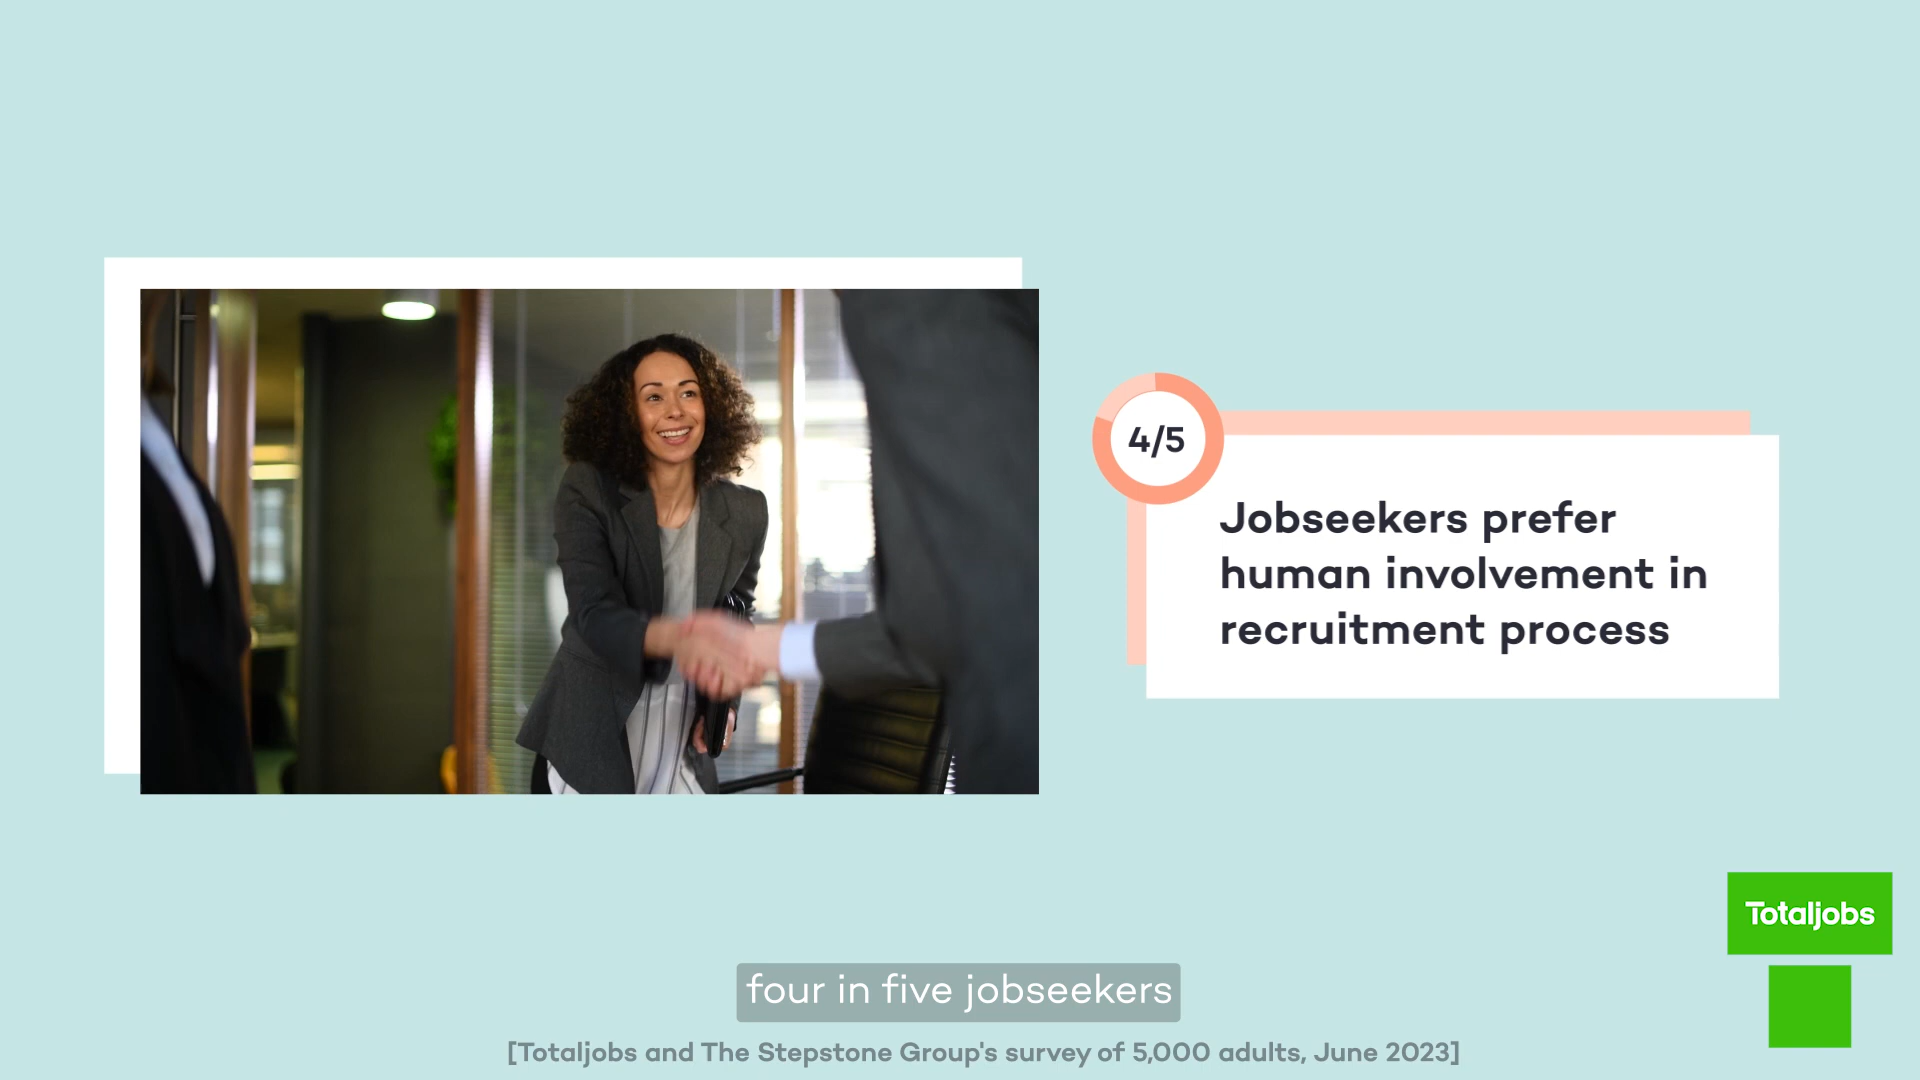 4/5
Jobseekers prefer
human involvement in
recruitment process
Totaljobs
four in five jobseekers
[Totaljobs and The Stepstone Group's survey of 5,000 adults, June 2023]